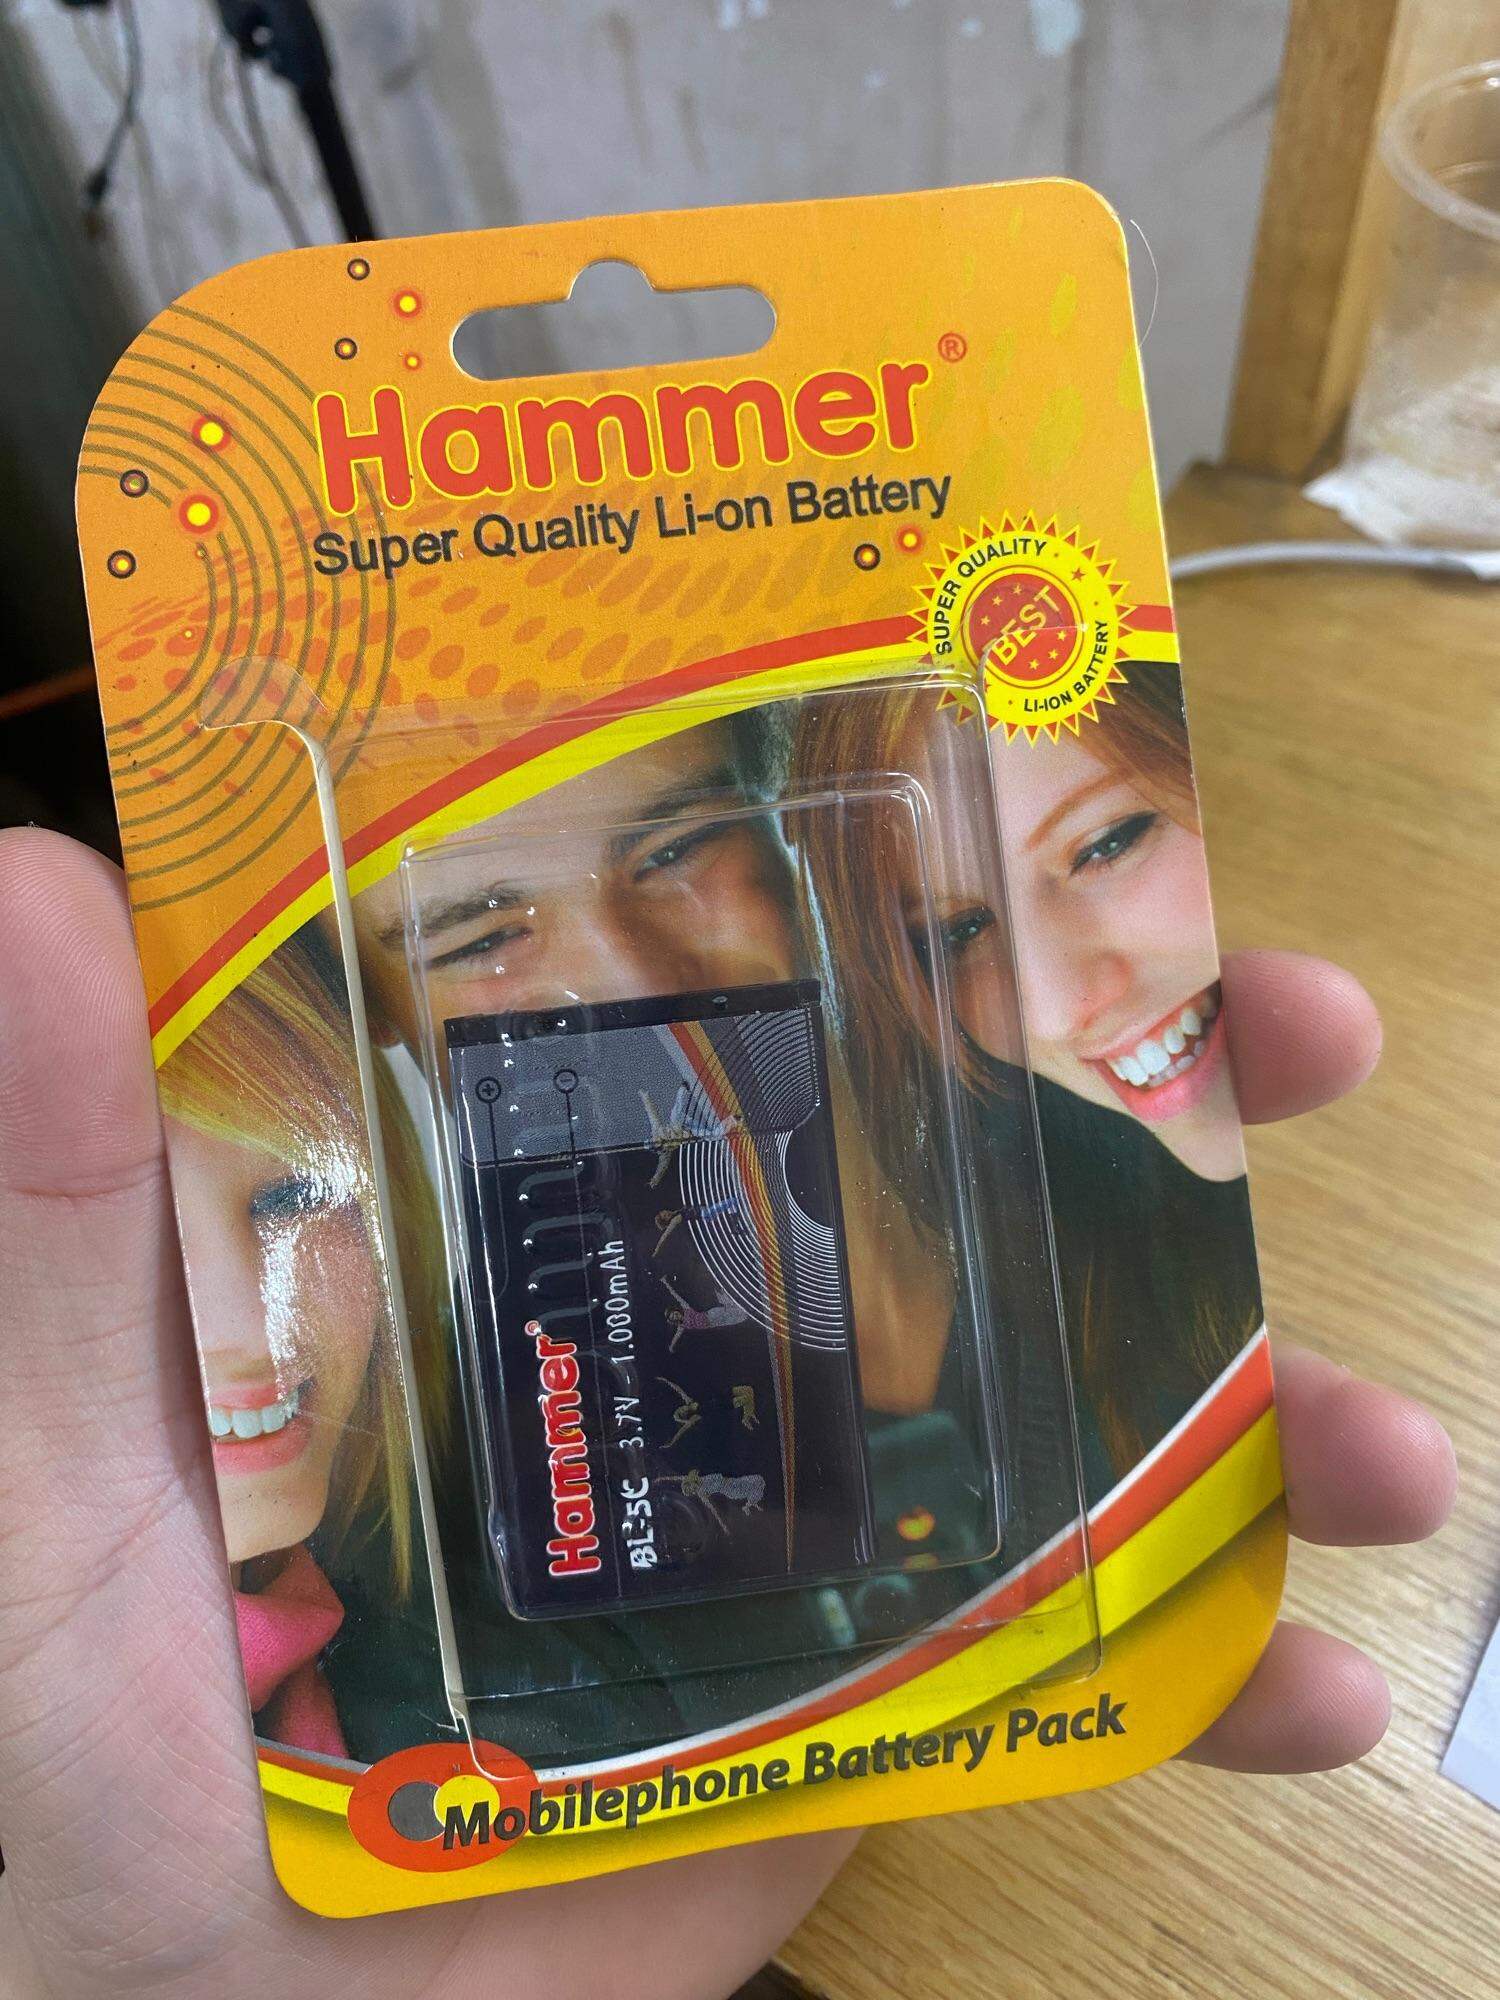 Hammer®
Super Quality Li-on Battery
SUPER QUALITY
BEST
LI-ION BATTERY
+ -
Hammer®
BL-5C 3.7V - 1.000mAh
Mobilephone Battery Pack